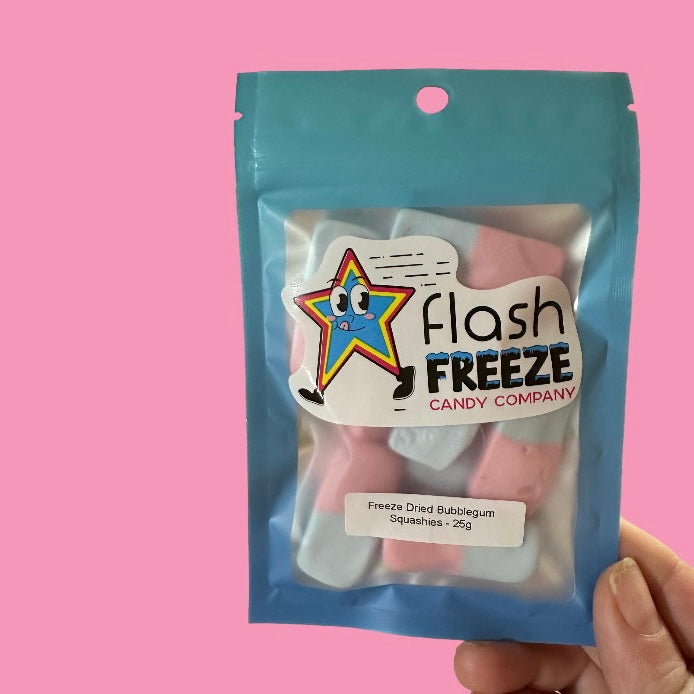 flash
FREEZE
CANDY COMPANY
Freeze Dried Bubblegum
Squashies - 25g